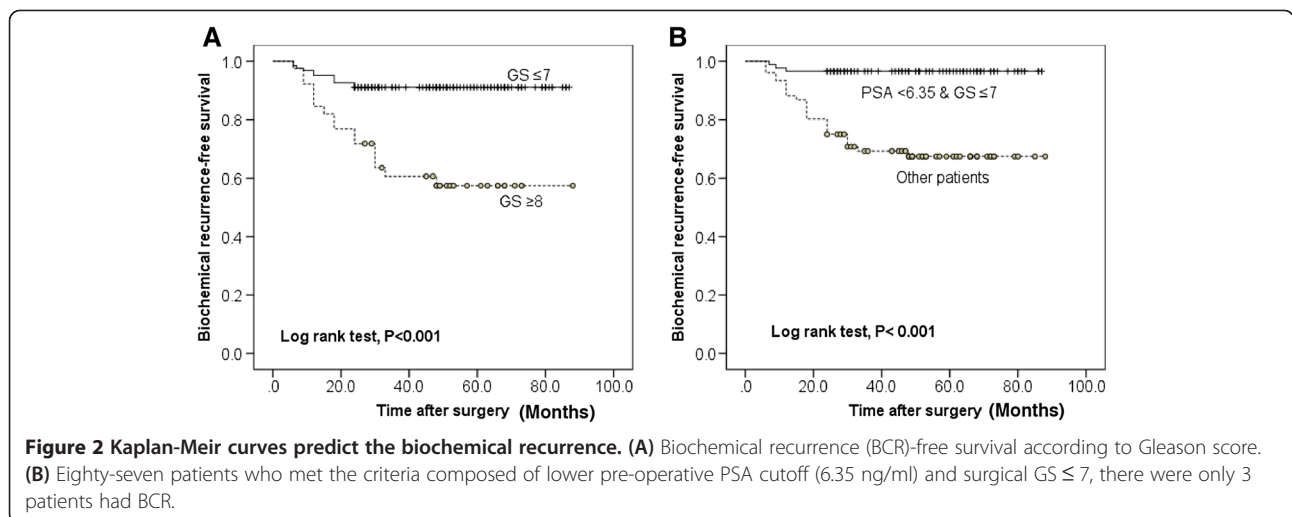 A
B
Biochemical recurrence-free survival
1.0
0.8
0.6
0.4
0.2
0.0
GS ≤7
GS ≥8
Log rank test, P<0.001
.0 20.0 40.0 60.0 80.0 100.0
Time after surgery (Months)
Biochemical recurrence-free survival
1.0
0.8
0.6
0.4
0.2
0.0
PSA <6.35 & GS ≤7
Other patients
Log rank test, P< 0.001
.0 20.0 40.0 60.0 80.0 100.0
Time after surgery (Months)
Figure 2 Kaplan-Meir curves predict the biochemical recurrence. (A) Biochemical recurrence (BCR)-free survival according to Gleason score.
(B) Eighty-seven patients who met the criteria composed of lower pre-operative PSA cutoff (6.35 ng/ml) and surgical GS ≤ 7, there were only 3
patients had BCR.